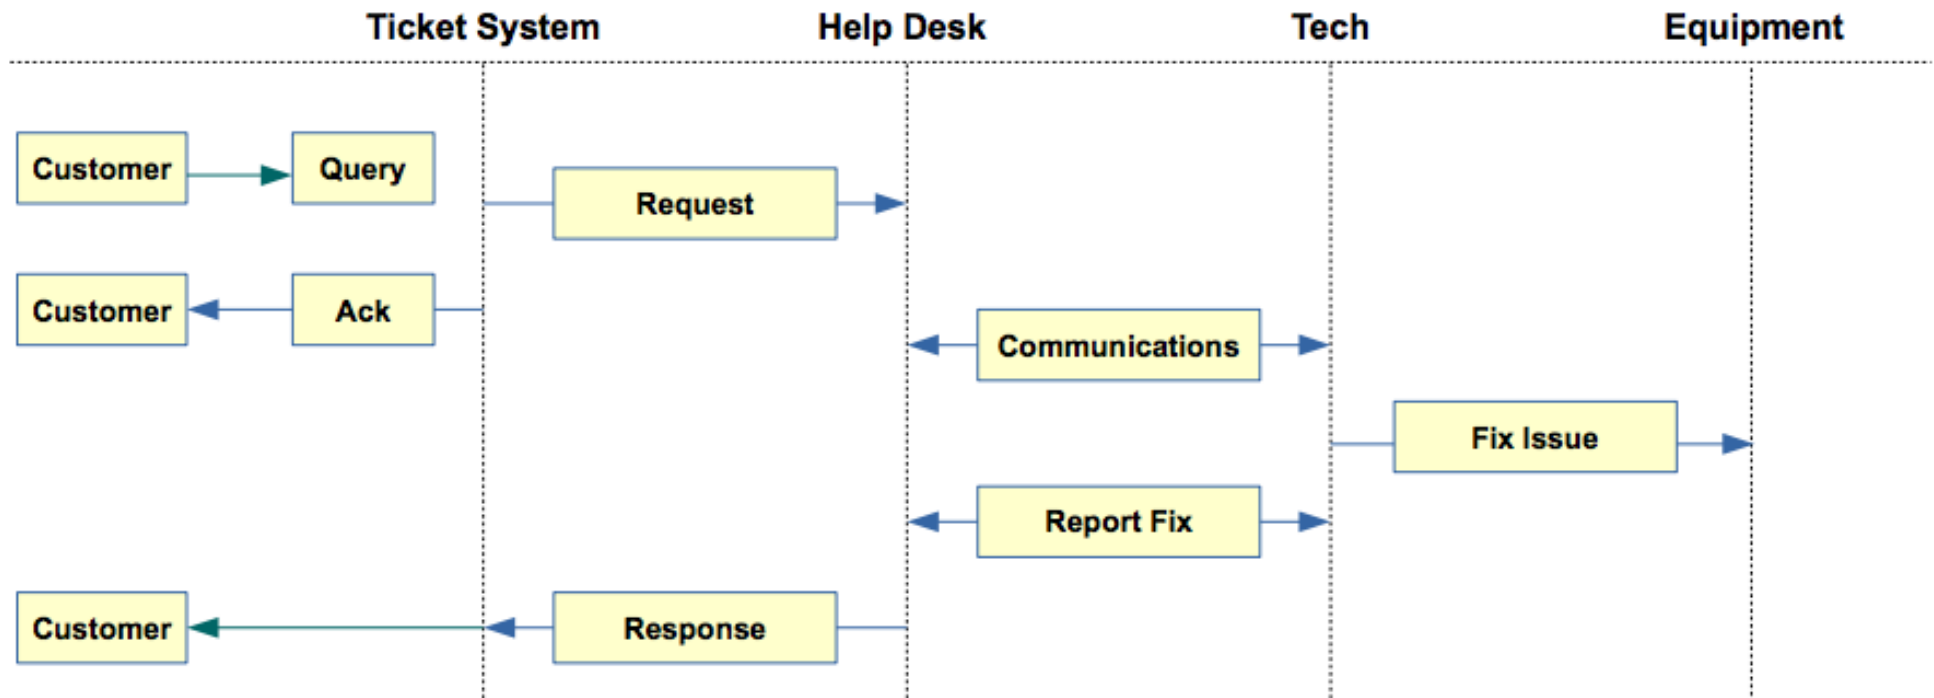 Ticket System Help Desk Tech Equipment
Customer Query
Request
Customer Ack
Communications
Fix Issue
Report Fix
Customer Response